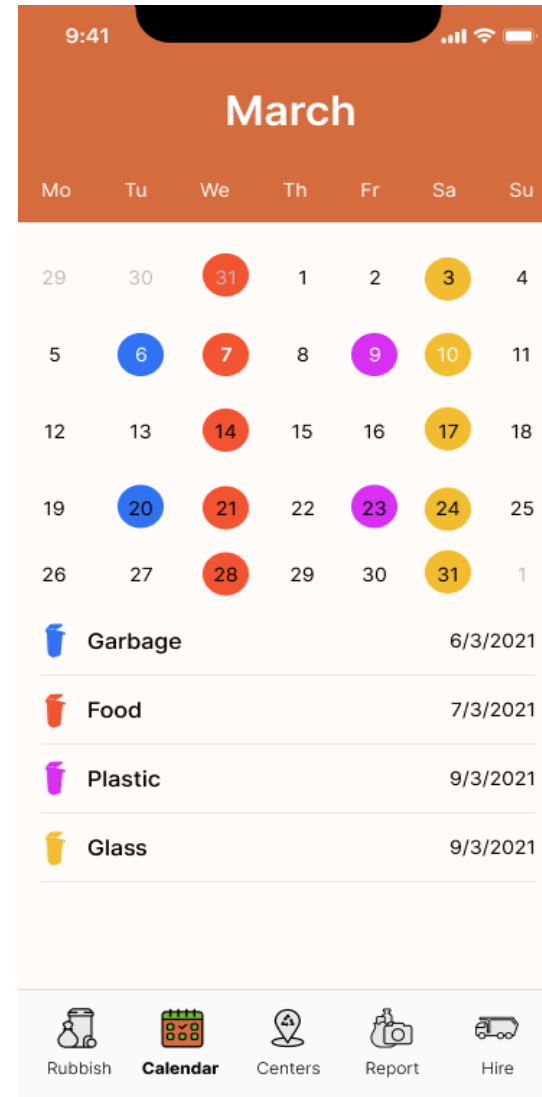 9:41
March
Mo Tu We Th Fr Sa Su
29 30 31 1 2 3 4
5 6 7 8 9 10 11
12 13 14 15 16 17 18
19 20 21 22 23 24 25
26 27 28 29 30 31 1
Garbage 6/3/2021
Food 7/3/2021
Plastic 9/3/2021
Glass 9/3/2021
Rubbish Calendar Centers Report Hire